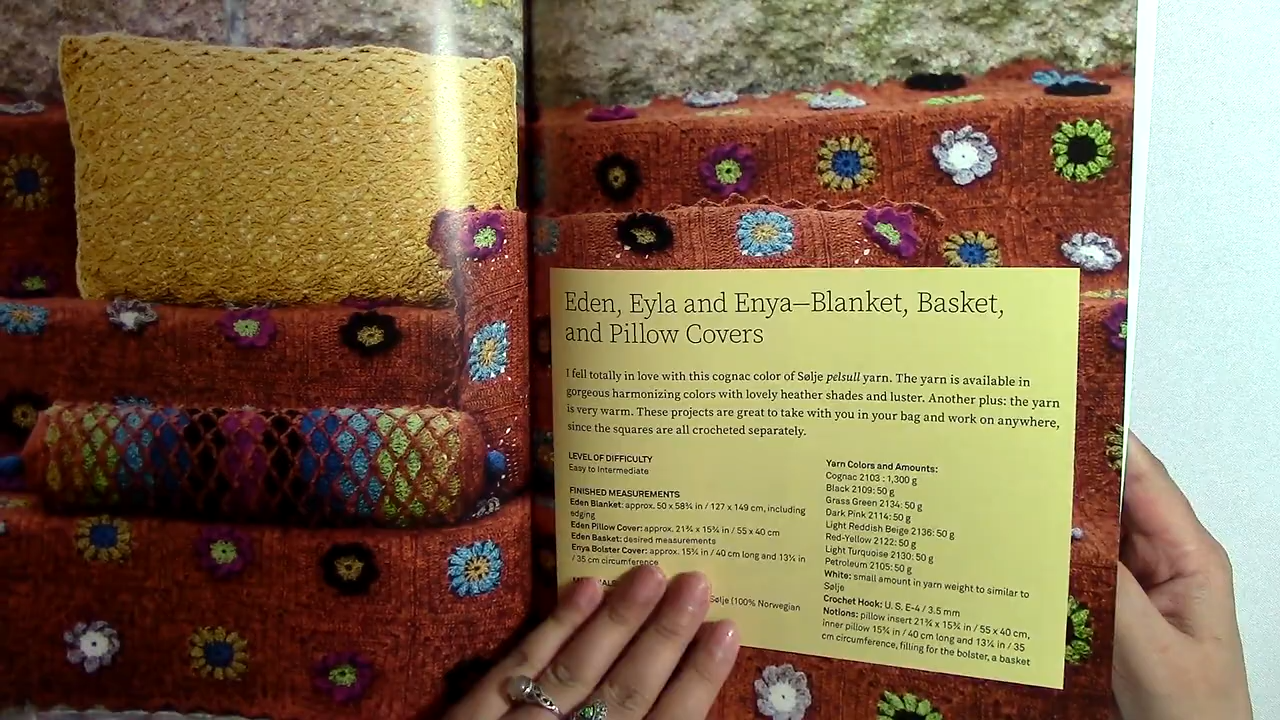 Eden, Eyla and Enya—Blanket, Basket,
and Pillow Covers
I fell totally in love with this cognac color of Sølje pelsull yarn. The yarn is available in
gorgeous harmonizing colors with lovely heather shades and luster. Another plus: the yarn
is very warm. These projects are great to take with you in your bag and work on anywhere,
since the squares are all crocheted separately.
LEVEL OF DIFFICULTY
Easy to Intermediate
FINISHED MEASUREMENTS
Eden Blanket: approx. 50 x 58¾ in / 127 x 149 cm, including
edging
Eden Pillow Cover: approx. 21¾ x 15¾ in / 55 x 40 cm
Eden Basket: desired measurements
Enya Bolster Cover: approx. 15¾ in / 40 cm long and 13¾ in
/ 35 cm circumference
Sølje (100% Norwegian
Yarn Colors and Amounts:
Cognac 2103 : 1,300 g
Black 2109: 50 g
Grass Green 2134: 50 g
Dark Pink 2114: 50 g
Light Reddish Beige 2136: 50 g
Red-Yellow 2122: 50 g
Light Turquoise 2130: 50 g
Petroleum 2105: 50 g
White: small amount in yarn weight to similar to
Sølje
Crochet Hook: U. S. E-4 / 3.5 mm
Notions: pillow insert 21¾ x 15¾ in / 55 x 40 cm,
inner pillow 15¾ in / 40 cm long and 13¾ in / 35
cm circumference, filling for the bolster, a basket